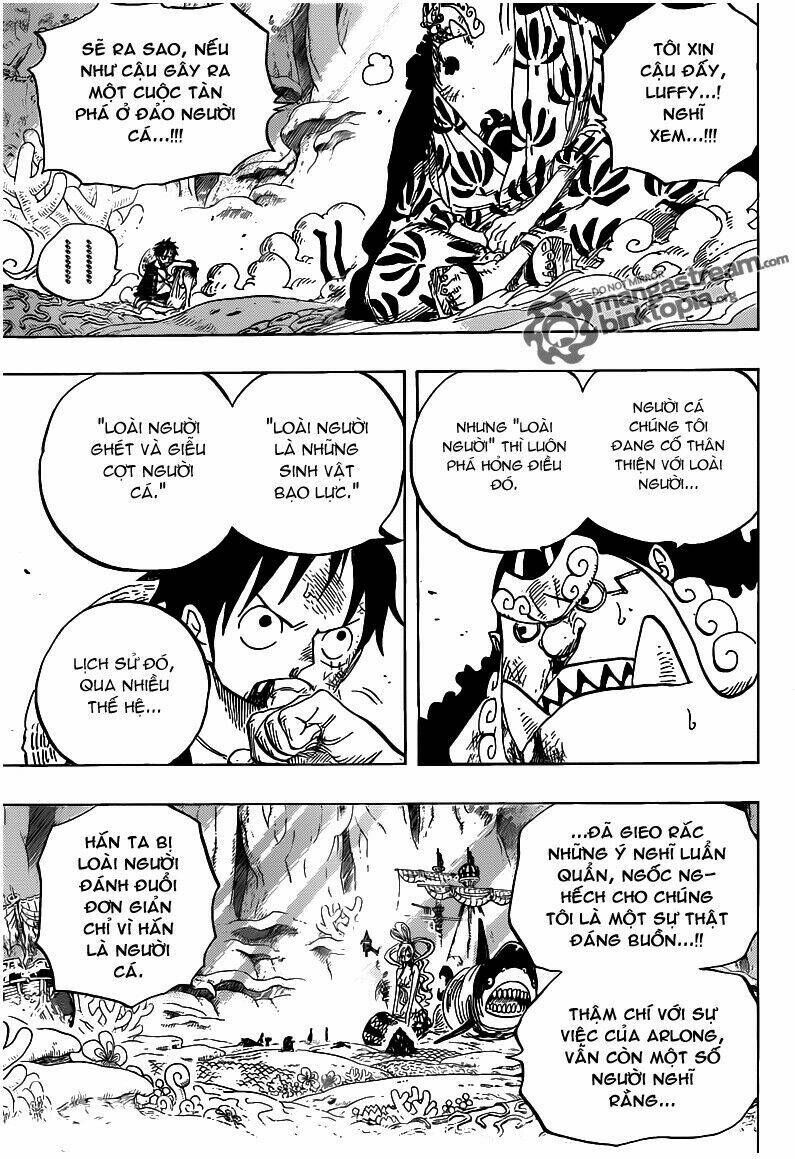 TÔI XIN
CẬU ĐẤY,
LUFFY...!
NGHĨ
XEM...!!!
SẼ RA SAO, NẾU
NHƯ CẬU GÂY RA
MỘT CUỘC TÀN
PHÁ Ở ĐẢO NGƯỜI
CÁ...!!!
DO NOT MIRROR
mangastream.com
binktopia.org
NGƯỜI CÁ
CHÚNG TÔI
ĐANG CỐ THÂN
THIỆN VỚI LOÀI
NGƯỜI...
NHƯNG "LOÀI
NGƯỜI" THÌ LUÔN
PHÁ HỎNG ĐIỀU
ĐÓ.
"LOÀI NGƯỜI
LÀ NHỮNG
SINH VẬT
BẠO LỰC."
"LOÀI NGƯỜI
GHÉT VÀ GIỄU
CỢT NGƯỜI
CÁ."
LỊCH SỬ ĐÓ,
QUA NHIỀU
THẾ HỆ...
...ĐÃ GIEO RẮC
NHỮNG Ý NGHĨ LUẨN
QUẨN, NGỐC NG-
HẾCH CHO CHÚNG
TÔI LÀ MỘT SỰ THẬT
ĐÁNG BUỒN...!!
THẬM CHÍ VỚI SỰ
VIỆC CỦA ARLONG,
VẪN CÒN MỘT SỐ
NGƯỜI NGHĨ
RẰNG...
HẮN TA BỊ
LOÀI NGƯỜI
ĐÁNH ĐUỔI
ĐƠN GIẢN
CHỈ VÌ HẮN
LÀ NGƯỜI
CÁ.